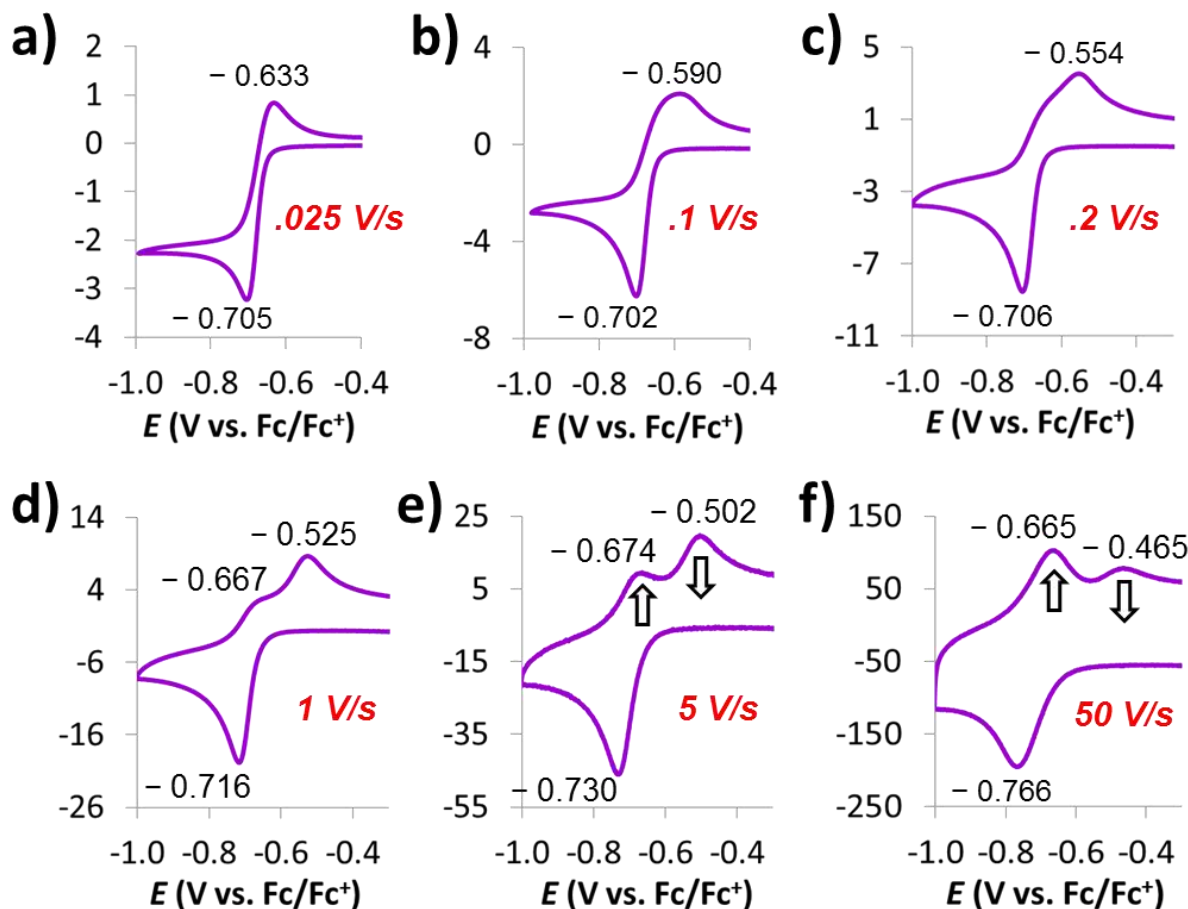 a)
− 0.633
2
1
0
-1
-2
-3
-4
.025 V/s
− 0.705
-1.0 -0.8 -0.6 -0.4
E (V vs. Fc/Fc⁺)
b)
− 0.590
4
0
-4
-8
.1 V/s
− 0.702
-1.0 -0.8 -0.6 -0.4
E (V vs. Fc/Fc⁺)
c)
− 0.554
5
1
-3
-7
-11
.2 V/s
− 0.706
-1.0 -0.8 -0.6 -0.4
E (V vs. Fc/Fc⁺)
d)
− 0.525
− 0.667
14
4
-6
-16
-26
1 V/s
− 0.716
-1.0 -0.8 -0.6 -0.4
E (V vs. Fc/Fc⁺)
e)
− 0.502
− 0.674
25
5
-15
-35
-55
5 V/s
− 0.730
-1.0 -0.8 -0.6 -0.4
E (V vs. Fc/Fc⁺)
f)
− 0.665
− 0.465
150
50
-50
-150
-250
50 V/s
− 0.766
-1.0 -0.8 -0.6 -0.4
E (V vs. Fc/Fc⁺)